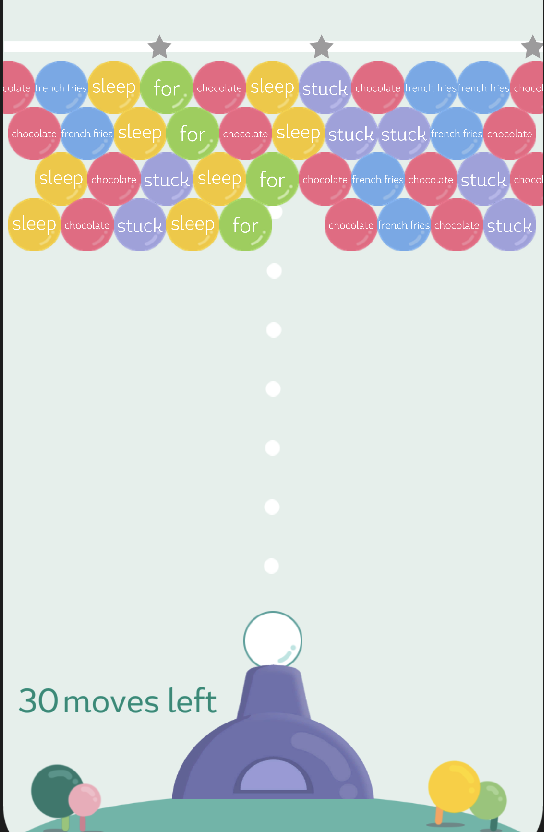 chocolate french fries sleep for chocolate sleep stuck chocolate french fries french fries chocol
chocolate french fries sleep for chocolate sleep stuck stuck french fries chocolate
sleep chocolate stuck sleep for chocolate french fries chocolate stuck chocol
sleep chocolate stuck sleep for chocolate french fries chocolate stuck
30 moves left